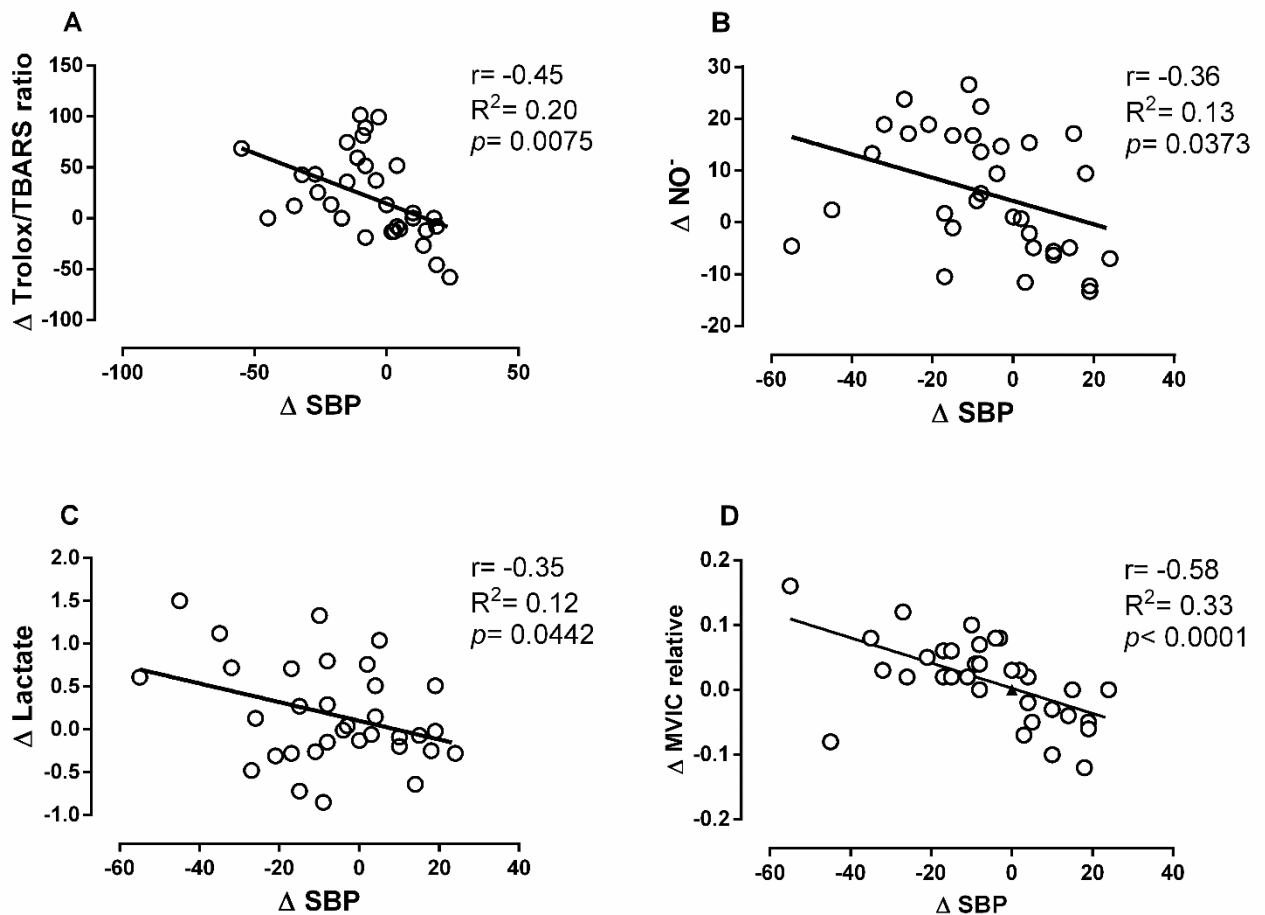 A
Δ Trolox/TBARS ratio
150
100
50
0
-50
-100
r= -0.45
R²= 0.20
p= 0.0075
-100
-50
0
50
Δ SBP
B
Δ NO⁻
30
20
10
0
-10
-20
r= -0.36
R²= 0.13
p= 0.0373
-60
-40
-20
0
20
40
Δ SBP
C
Δ Lactate
2.0
1.5
1.0
0.5
0.0
-0.5
-1.0
r= -0.35
R²= 0.12
p= 0.0442
-60
-40
-20
0
20
40
Δ SBP
D
Δ MVIC relative
0.2
0.1
0.0
-0.1
-0.2
r= -0.58
R²= 0.33
p< 0.0001
-60
-40
-20
0
20
40
Δ SBP